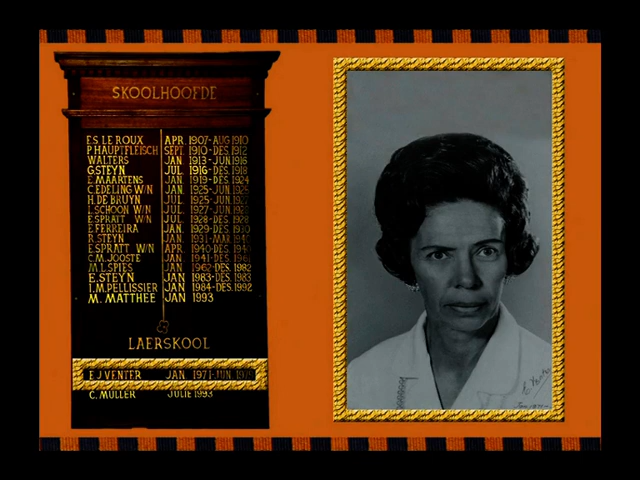 SKOOLHOOFDE
F.S. LE ROUX APR. 1907-AUG 1910
P. HAUPTFLEISCH SEPT. 1910-DES. 1912
WALTERS JAN. 1913-JUN. 1916
G. STEYN JUL. 1916-DES. 1918
E. MAARTENS JAN. 1919-DES. 1924
C. EDELING W/N JAN. 1925-JUN. 1925
H. DE BRUYN JUL. 1925-JUN.
L. SCHOON W/N JAN. 1927-JUN.
E. SPRATT W/N JUL. 1928-DES. 1928
E. FERREIRA JAN. 1929-DES.
R. STEYN JAN. 1931-MAR.
E. SPRATT W/N APR. 1940-DES.
C.M. JOOSTE JAN. 1941-DES.
M.L. SPIES JAN. 1962-DES. 1982
E. STEYN JAN. 1983-DES. 1983
I.M. PELLISSIER JAN. 1984-DES. 1992
M. MATTHEE JAN 1993
LAERSKOOL
E.J VENTER JAN 1971-JUN
C. MULLER JULIE 1993